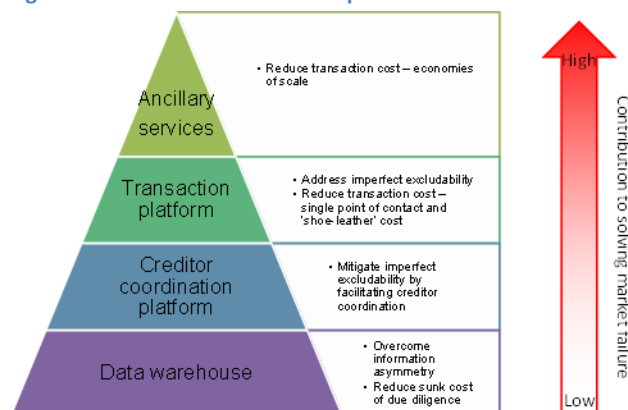 Ancillary
services
• Reduce transaction cost – economies
of scale
Transaction
platform
• Address imperfect excludability
• Reduce transaction cost –
single point of contact and
'shoe-leather' cost
Creditor
coordination
platform
• Mitigate imperfect
excludability by
facilitating creditor
coordination
Data warehouse
• Overcome
information
asymmetry
• Reduce sunk cost
of due diligence
High
Contribution to solving market failure
Low